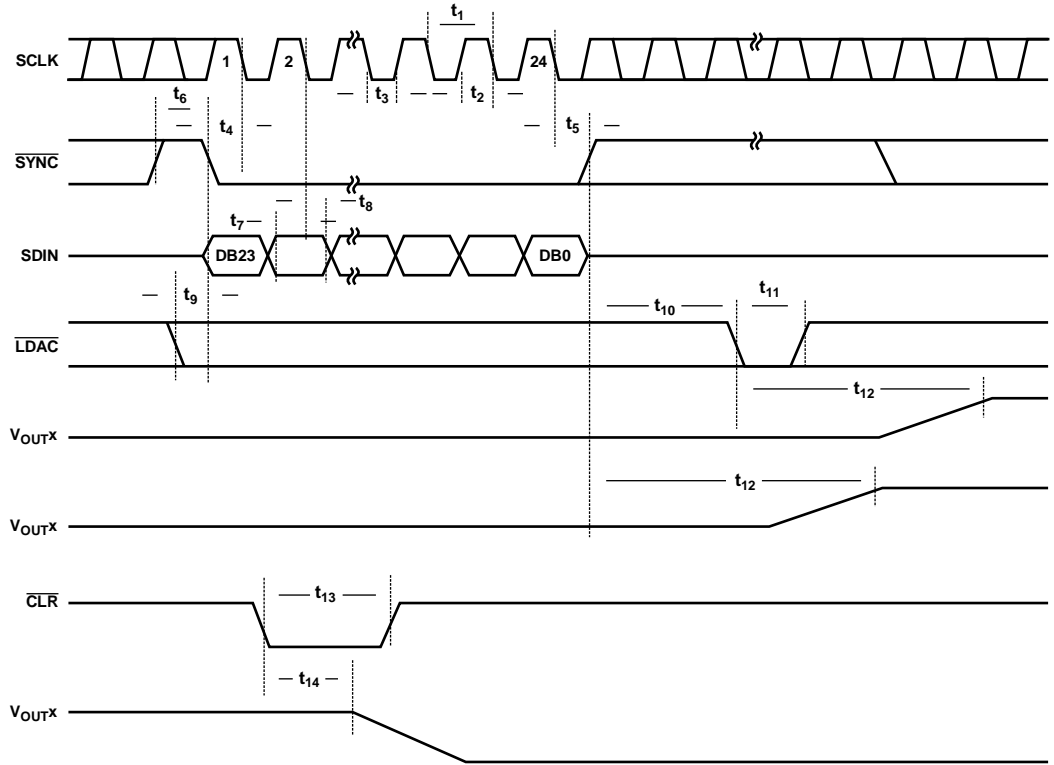 t1
SCLK
1
2
24
t3
t2
t6
t4
t5
SYNC
t8
t7
SDIN
DB23
DB0
t9
t10
t11
LDAC
t12
VOUTx
t12
VOUTx
CLR
t13
t14
VOUTx